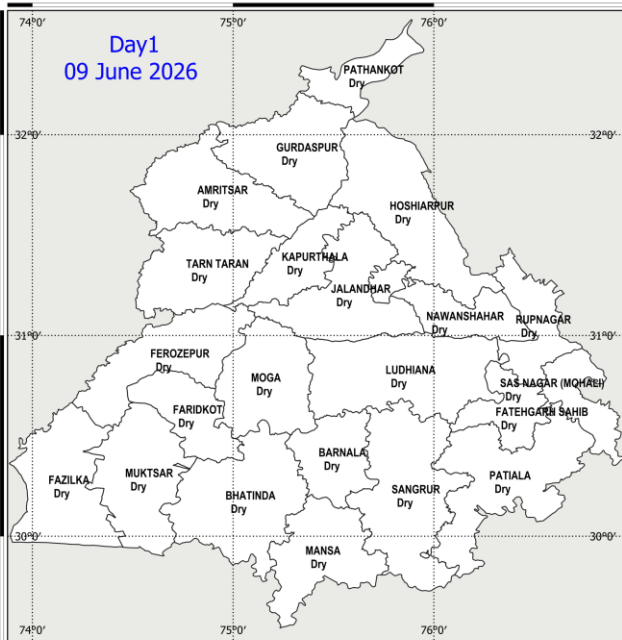 74°0'
75°0'
76°0'
Day1
09 June 2026
PATHANKOT
Dry
32°0'
32°0'
GURDASPUR
Dry
AMRITSAR
Dry
HOSHIARPUR
Dry
TARN TARAN
Dry
KAPURTHALA
Dry
JALANDHAR
Dry
NAWANSHAHAR
Dry
RUPNAGAR
Dry
31°0'
31°0'
FEROZEPUR
Dry
MOGA
Dry
LUDHIANA
Dry
SAS NAGAR (MOHALI)
Dry
FARIDKOT
Dry
FATEHGARH SAHIB
Dry
BARNALA
Dry
FAZILKA
Dry
MUKTSAR
Dry
BHATINDA
Dry
SANGRUR
Dry
PATIALA
Dry
30°0'
30°0'
MANSA
Dry
74°0'
75°0'
76°0'